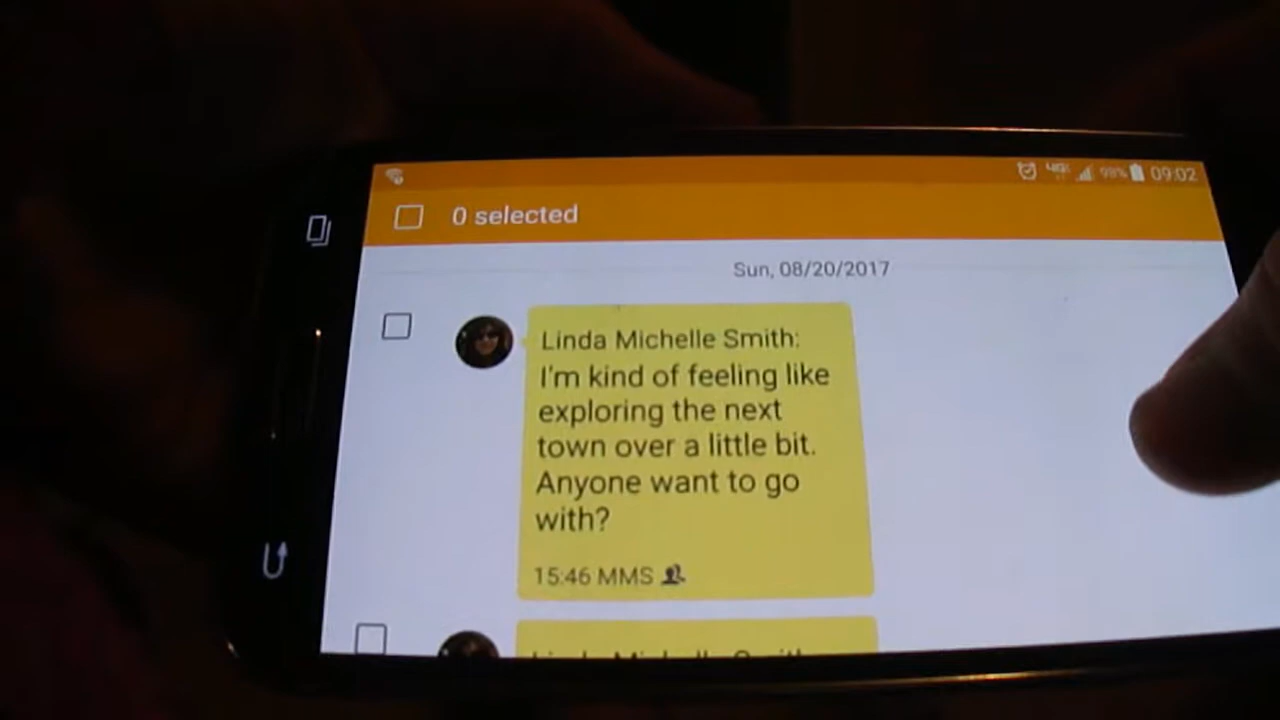 98% 09:02
0 selected
Sun, 08/20/2017
Linda Michelle Smith:
I'm kind of feeling like
exploring the next
town over a little bit.
Anyone want to go
with?
15:46 MMS